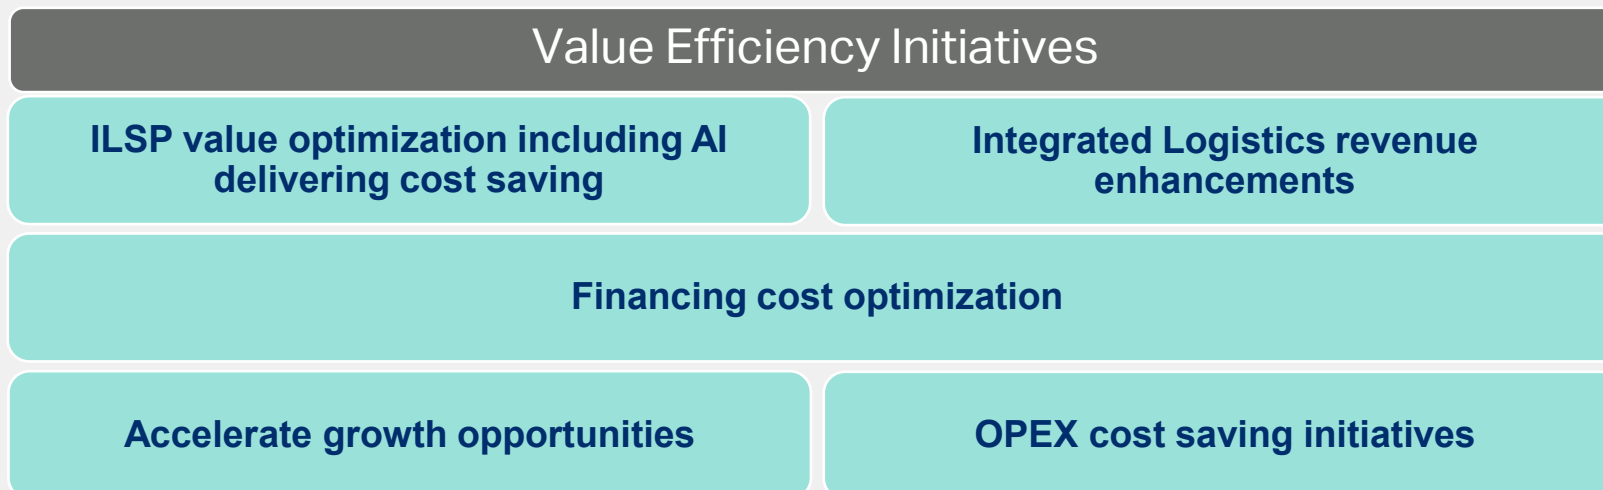 Value Efficiency Initiatives
ILSP value optimization including AI
delivering cost saving
Integrated Logistics revenue
enhancements
Financing cost optimization
Accelerate growth opportunities
OPEX cost saving initiatives